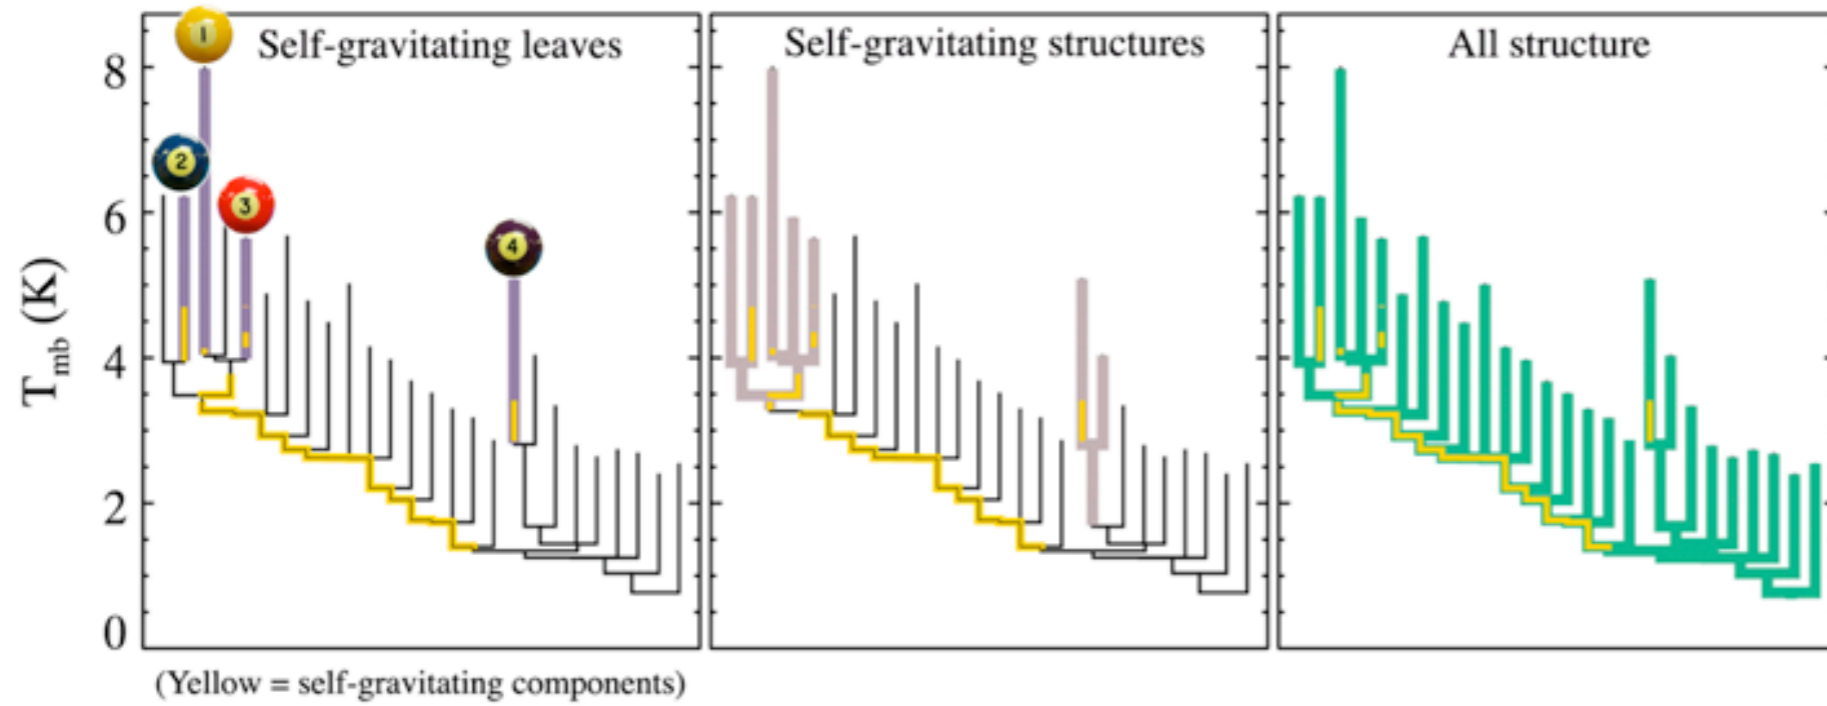 Self-gravitating leaves
Self-gravitating structures
All structure
1
2
3
4
8
6
4
2
0
Tmb (K)
(Yellow = self-gravitating components)